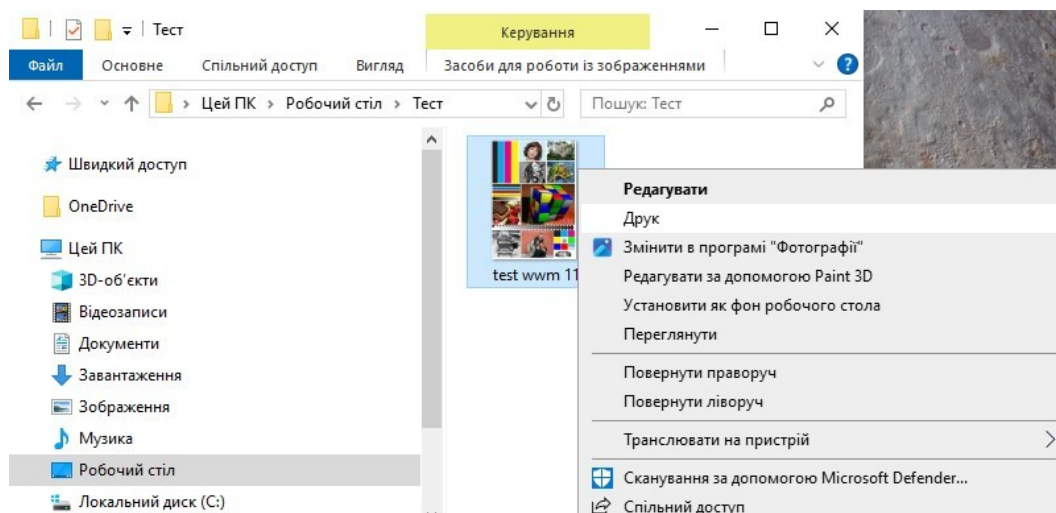 Тест
Керування
Файл Основне Спільний доступ Вигляд Засоби для роботи із зображеннями
Цей ПК Робочий стіл Тест Пошук: Тест
Швидкий доступ
OneDrive
Цей ПК
3D-об'єкти
Відеозаписи
Документи
Завантаження
Зображення
Музика
Робочий стіл
Локальний диск (C:)
test wwm 11
Редагувати
Друк
Змінити в програмі "Фотографії"
Редагувати за допомогою Paint 3D
Установити як фон робочого стола
Переглянути
Повернути праворуч
Повернути ліворуч
Транслювати на пристрій
Сканування за допомогою Microsoft Defender...
Спільний доступ